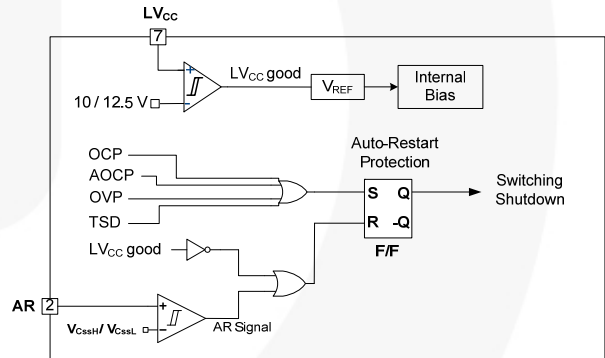 LVCC
7
LVCC good
10 / 12.5 V
VREF
Internal
Bias
OCP
AOCP
OVP
TSD
Auto-Restart
Protection
S Q
R -Q
F/F
Switching
Shutdown
LVCC good
AR 2
VCssH / VCssL
AR Signal